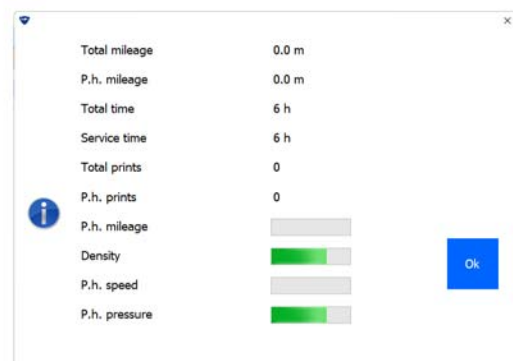 Total mileage 0.0 m
P.h. mileage 0.0 m
Total time 6 h
Service time 6 h
Total prints 0
P.h. prints 0
P.h. mileage
Density
Ok
P.h. speed
P.h. pressure